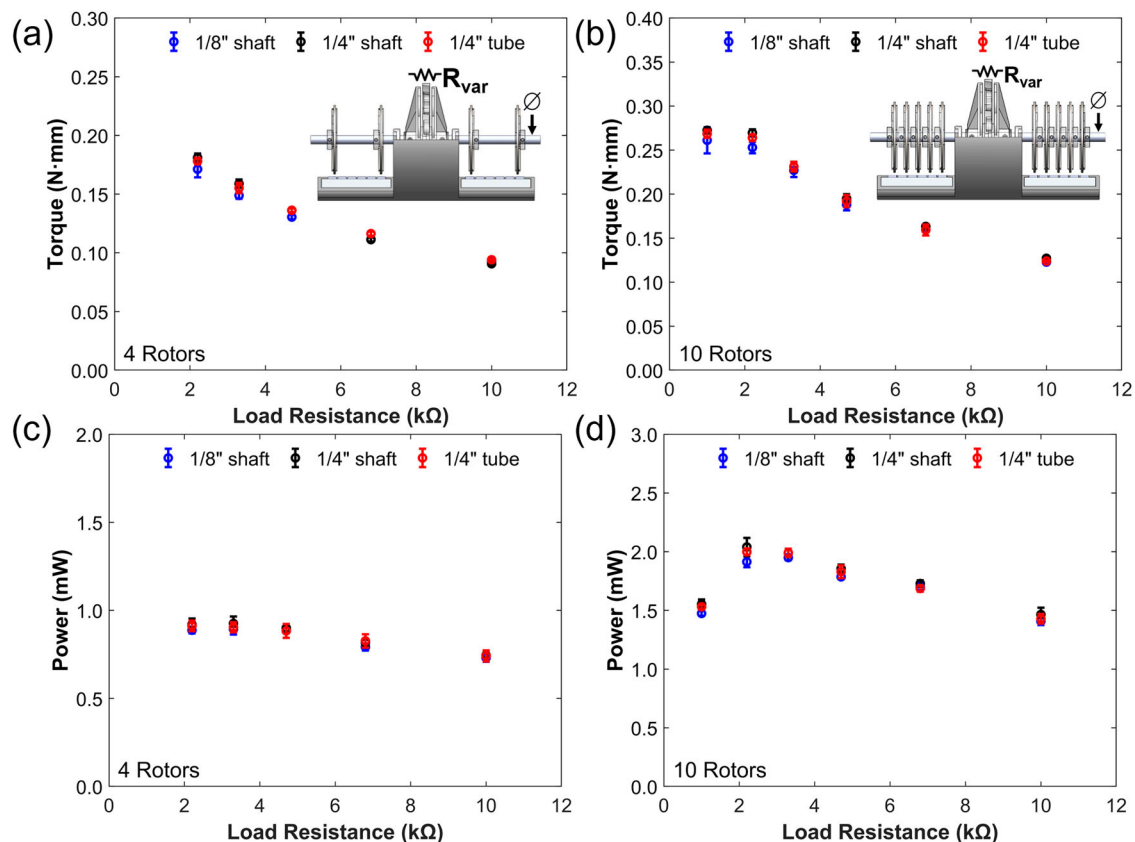 (a)
0.30
0.25
0.20
0.15
0.10
0.05
0.00
Torque (N·mm)
1/8" shaft 1/4" shaft 1/4" tube
Rvar
∅
4 Rotors
0 2 4 6 8 10 12
Load Resistance (kΩ)
(b)
0.40
0.35
0.30
0.25
0.20
0.15
0.10
0.05
0.00
Torque (N·mm)
1/8" shaft 1/4" shaft 1/4" tube
Rvar
∅
10 Rotors
0 2 4 6 8 10 12
Load Resistance (kΩ)
(c)
2.0
1.5
1.0
0.5
0.0
Power (mW)
1/8" shaft 1/4" shaft 1/4" tube
4 Rotors
0 2 4 6 8 10 12
Load Resistance (kΩ)
(d)
3.0
2.5
2.0
1.5
1.0
0.5
0.0
Power (mW)
1/8" shaft 1/4" shaft 1/4" tube
10 Rotors
0 2 4 6 8 10 12
Load Resistance (kΩ)